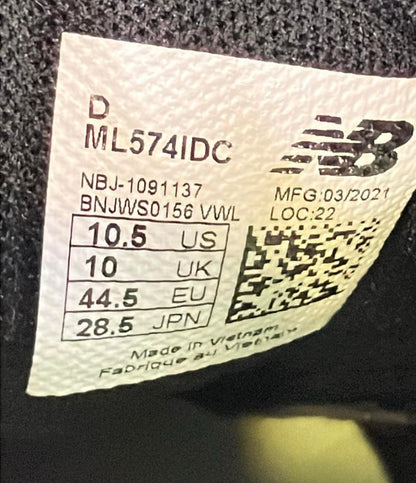 D
ML574IDC
NB
NBJ-1091137
BNJWS0156 VWL
MFG:03/2021
LOC:22
10.5 US
10 UK
44.5 EU
28.5 JPN
Made in Vietnam
Fabriqué au Vietnam